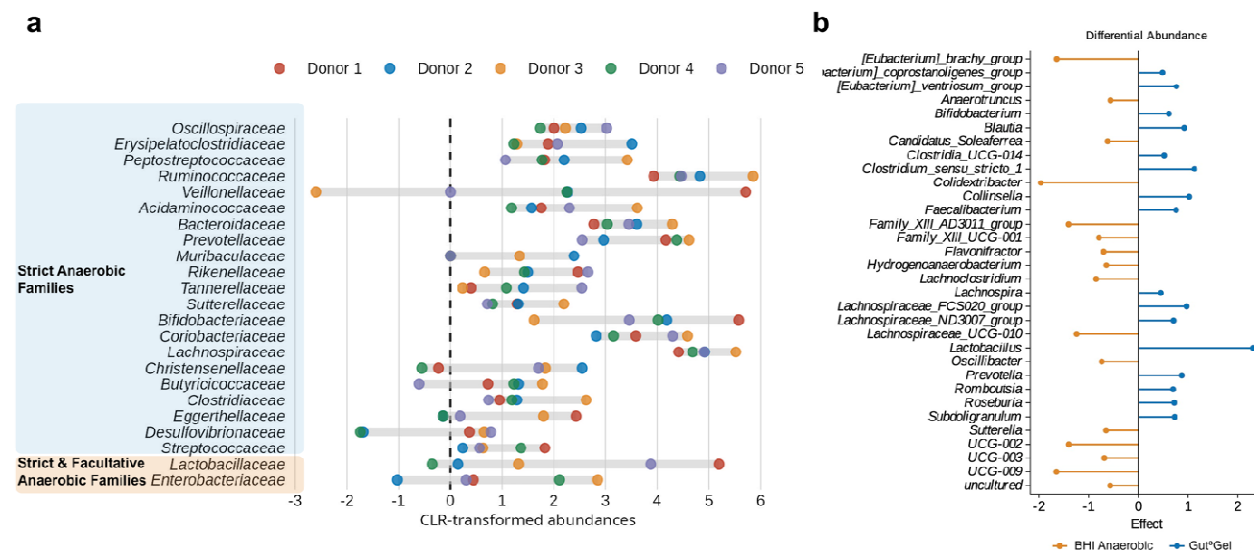 a
Donor 1 Donor 2 Donor 3 Donor 4 Donor 5
Oscillospiraceae
Erysipelatoclostridiaceae
Peptostreptococcaceae
Ruminococcaceae
Veillonellaceae
Acidaminococcaceae
Bacteroidaceae
Prevotellaceae
Muribaculaceae
Strict Anaerobic
Families
Rikenellaceae
Tannerellaceae
Sutterellaceae
Bifidobacteriaceae
Coriobacteriaceae
Lachnospiraceae
Christensenellaceae
Butyricicoccaceae
Clostridiaceae
Eggerthellaceae
Desulfovibrionaceae
Streptococcaceae
Strict & Facultative
Anaerobic Families
Lactobacillaceae
Enterobacteriaceae
-3 -2 -1 0 1 2 3 4 5 6
CLR-transformed abundances
b
Differential Abundance
[Eubacterium]_brachy_group
bacterium]_coprostanoligenes_group
[Eubacterium]_ventriosum_group
Anaerotruncus
Bifidobacterium
Blautia
Candidatus_Soleaferrea
Clostridia_UCG-014
Clostridium_sensu_stricto_1
Colidextribacter
Collinsella
Faecalibacterium
Family_XIII_AD3011_group
Family_XIII_UCG-001
Flavonifractor
Hydrogenoanaerobacterium
Lachnoclostridium
Lachnospira
Lachnospiraceae_FCS020_group
Lachnospiraceae_ND3007_group
Lachnospiraceae_UCG-010
Lactobacillus
Oscillibacter
Prevotella
Romboutsia
Roseburia
Subdoligranulum
Sutterella
UCG-002
UCG-003
UCG-009
uncultured
-2 -1 0 1
Effect
BHI Anaerobic Gut³Gel